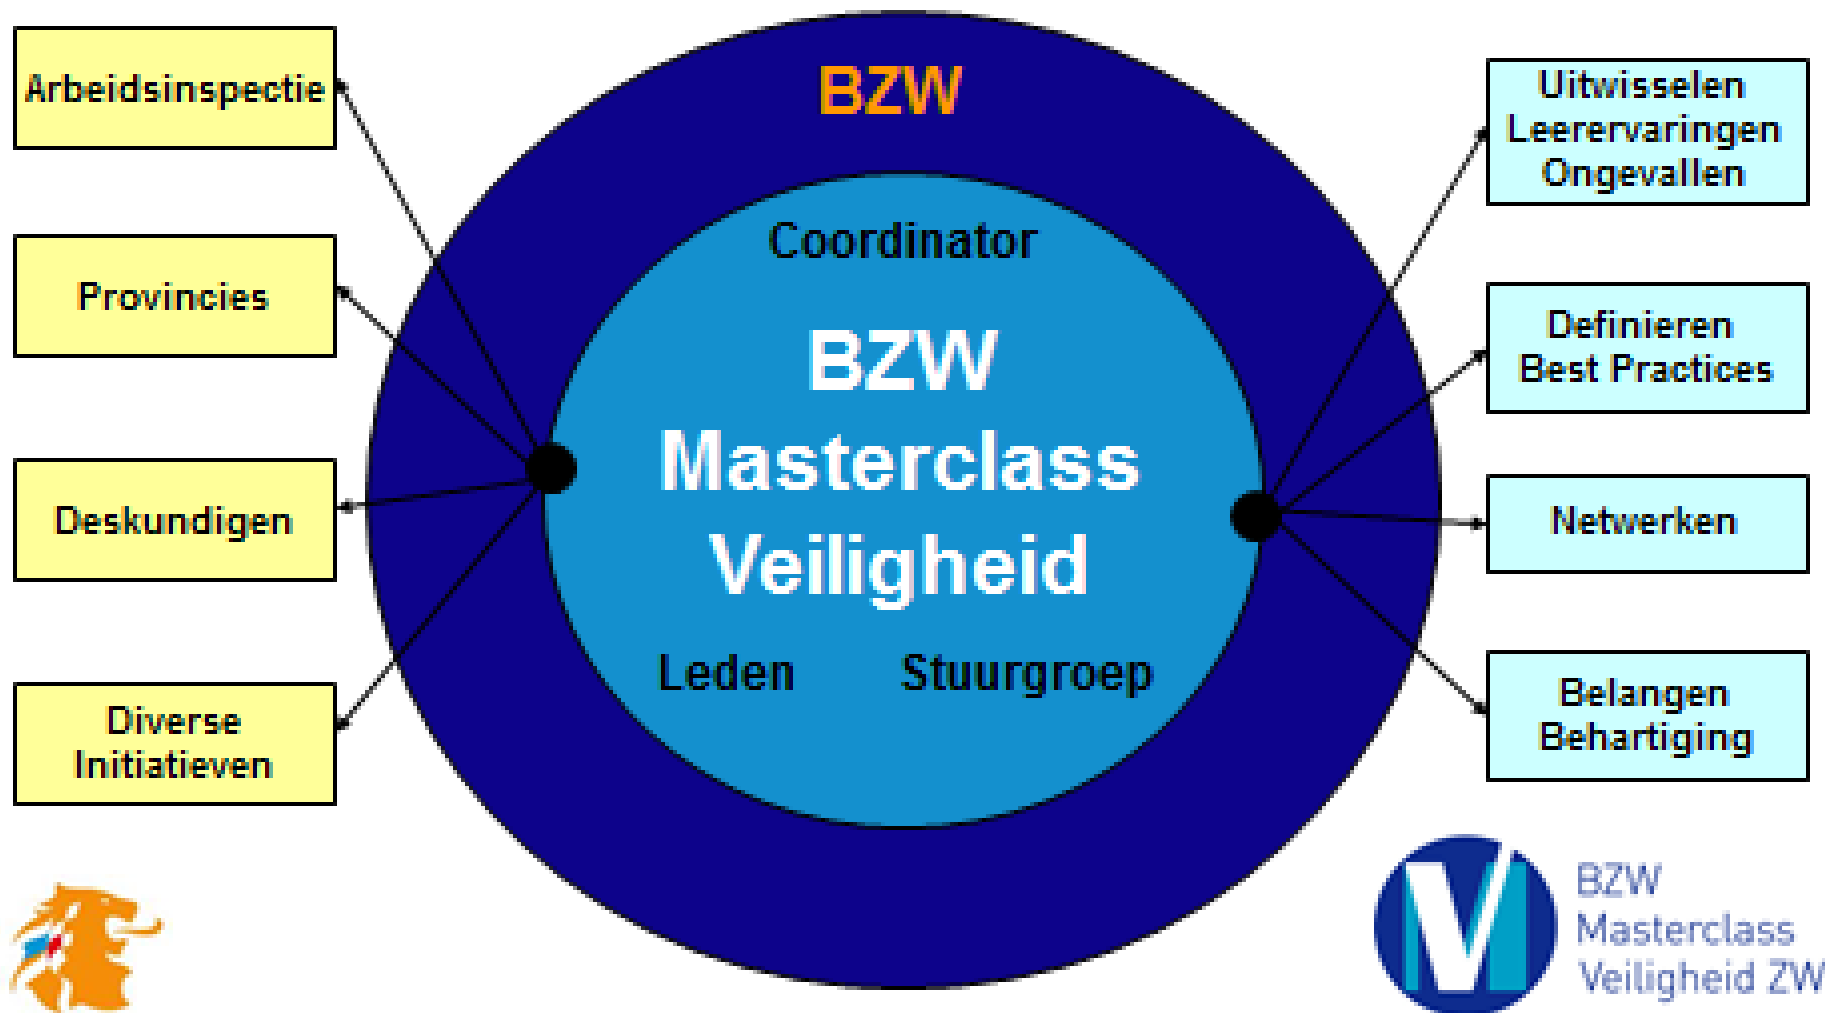 Arbeidsinspectie
Provincies
Deskundigen
Diverse
Initiatieven
BZW
Coordinator
BZW
Masterclass
Veiligheid
Leden Stuurgroep
Uitwisselen
Leerervaringen
Ongevallen
Definieren
Best Practices
Netwerken
Belangen
Behartiging
V
BZW
Masterclass
Veiligheid ZW